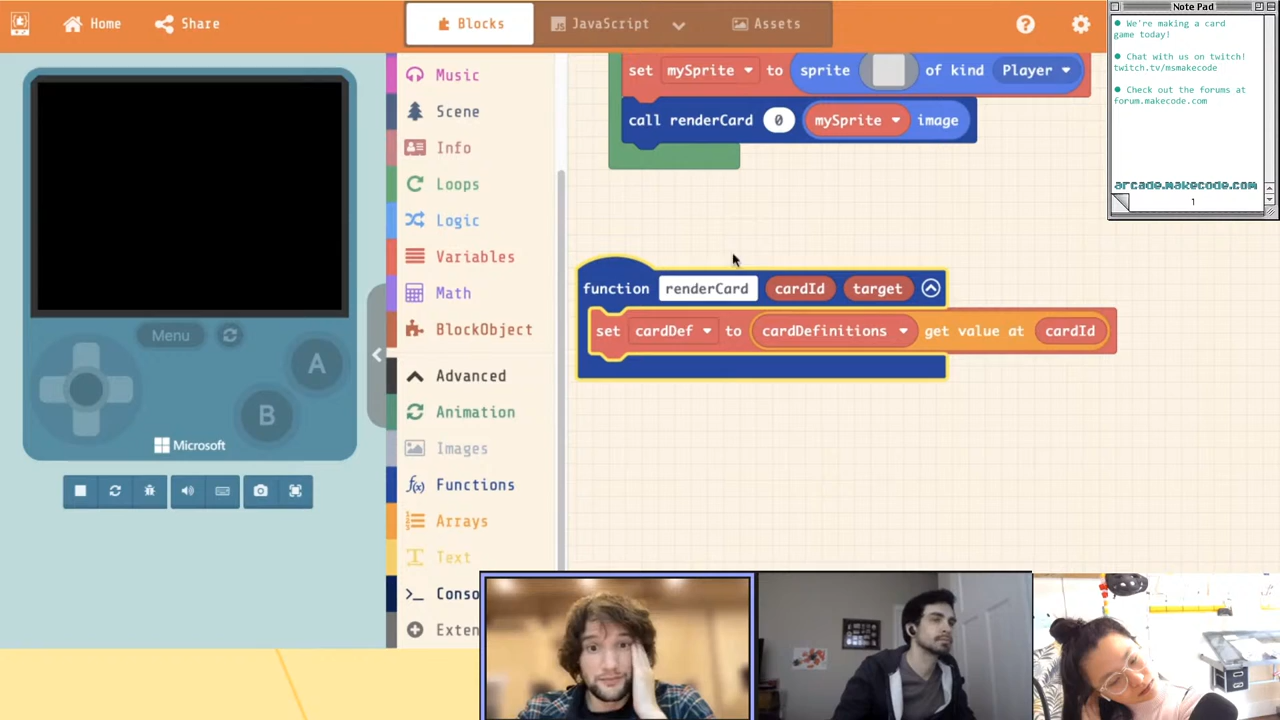 Home
Share
Blocks
JavaScript
Assets
Note Pad
We're making a card
game today!
Chat with us on twitch!
twitch.tv/msmakecode
Check out the forums at
forum.makecode.com
arcade.makecode.com
1
Menu
A
B
Microsoft
Music
Scene
Info
Loops
Logic
Variables
Math
BlockObject
Advanced
Animation
Images
Functions
Arrays
Text
Conso
Exten
set mySprite to sprite of kind Player
call renderCard 0 mySprite image
function renderCard cardId target
set cardDef to cardDefinitions get value at cardId